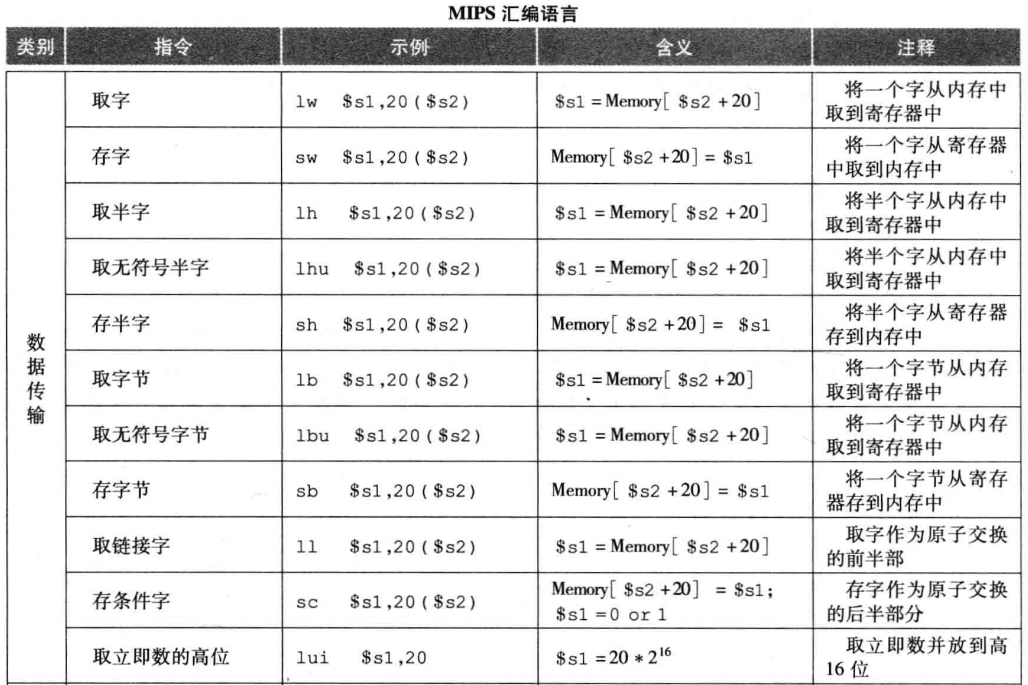 MIPS 汇编语言
类别 指令 示例 含义 注释
数据传输
取字 lw $s1,20($s2) $s1 = Memory[ $s2 + 20] 将一个字从内存中
取到寄存器中
存字 sw $s1,20($s2) Memory[ $s2 +20] = $s1 将一个字从寄存器
中取到内存中
取半字 lh $s1,20($s2) $s1 = Memory[ $s2 + 20] 将半个字从内存中
取到寄存器中
取无符号半字 lhu $s1,20($s2) $s1 = Memory[ $s2 + 20] 将半个字从内存中
取到寄存器中
存半字 sh $s1,20($s2) Memory[ $s2 +20] = $s1 将半个字从寄存器
存到内存中
取字节 lb $s1,20($s2) $s1 = Memory[ $s2 +20] 将一个字节从内存
取到寄存器中
取无符号字节 lbu $s1,20($s2) $s1 = Memory[ $s2 + 20] 将一个字节从内存
取到寄存器中
存字节 sb $s1,20($s2) Memory[ $s2 +20] = $s1 将一个字节从寄存
器存到内存中
取链接字 ll $s1,20($s2) $s1 = Memory[ $s2 + 20] 取字作为原子交换
的前半部
存条件字 sc $s1,20($s2) Memory[ $s2 +20] = $s1; 存字作为原子交换
$s1 =0 or 1 的后半部分
取立即数的高位 lui $s1,20 $s1 = 20 * 2¹⁶ 取立即数并放到高
16 位